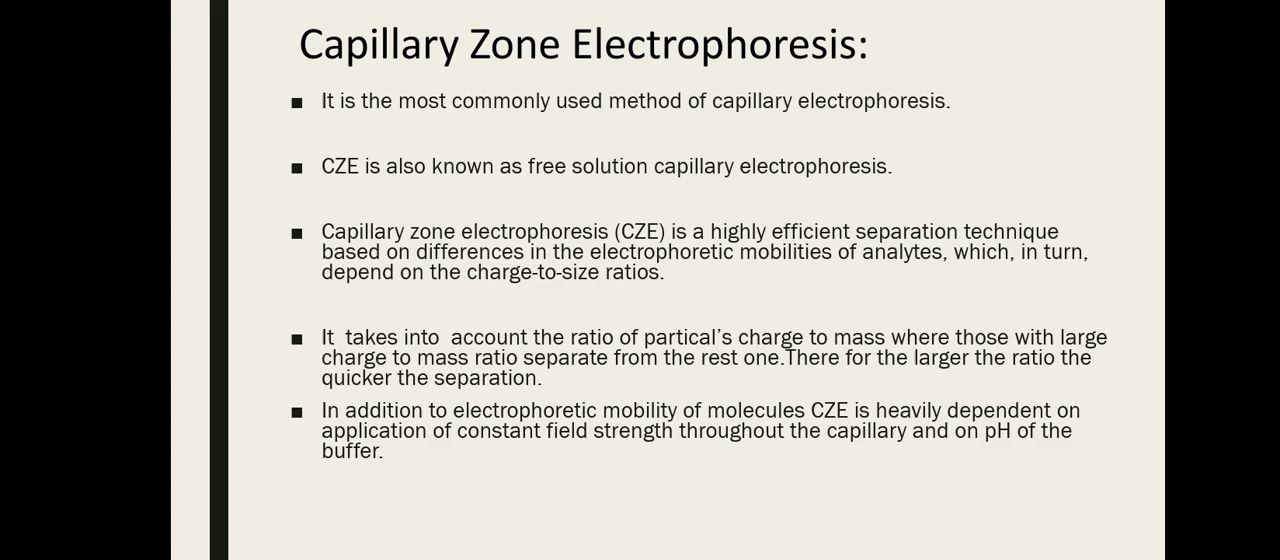 Capillary Zone Electrophoresis:
■ It is the most commonly used method of capillary electrophoresis.
■ CZE is also known as free solution capillary electrophoresis.
■ Capillary zone electrophoresis (CZE) is a highly efficient separation technique
based on differences in the electrophoretic mobilities of analytes, which, in turn,
depend on the charge-to-size ratios.
■ It  takes into  account the ratio of partical’s charge to mass where those with large
charge to mass ratio separate from the rest one.There for the larger the ratio the
quicker the separation.
■ In addition to electrophoretic mobility of molecules CZE is heavily dependent on
application of constant field strength throughout the capillary and on pH of the
buffer.